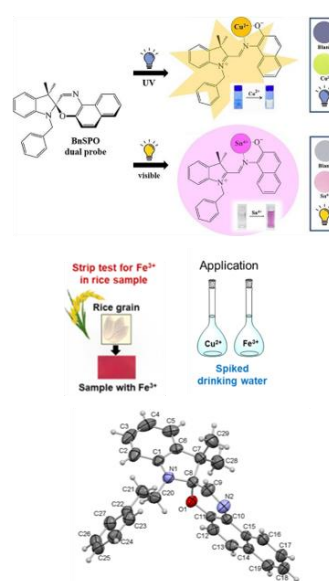 Cu²⁺
O⁻
UV
Cu²⁺
BnSPO
dual probe
Sn⁴⁺
O⁻
visible
Strip test for Fe³⁺
in rice sample
Rice grain
Sample with Fe³⁺
Application
Cu²⁺ Fe³⁺
Spiked
drinking water
C4
C3
C5
C29
C2
C6
C7
C1
C28
C8
C9
C21
N1
C20
N2
C22
O1
C11
C10
C27
C23
C12
C15
C26
C24
C16
C25
C13
C14
C17
C19
C18